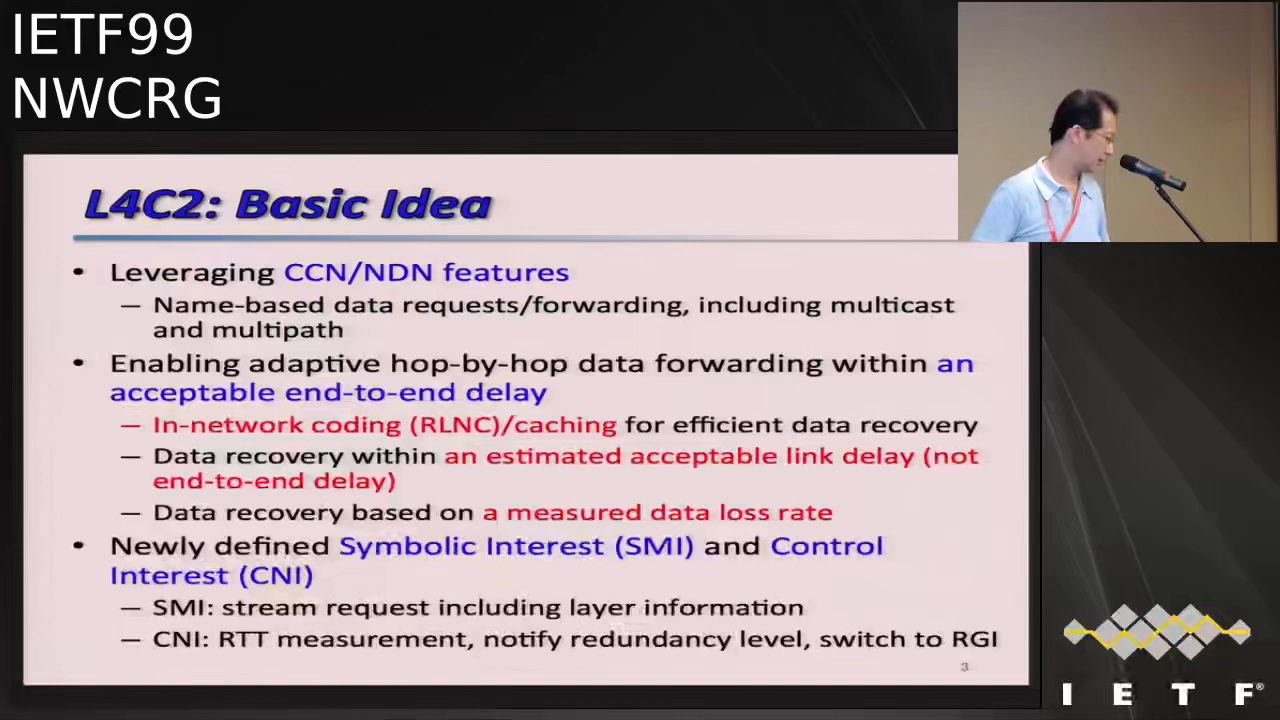 IETF99
NWCRG
L4C2: Basic Idea
• Leveraging CCN/NDN features
– Name-based data requests/forwarding, including multicast
and multipath
• Enabling adaptive hop-by-hop data forwarding within an
acceptable end-to-end delay
– In-network coding (RLNC)/caching for efficient data recovery
– Data recovery within an estimated acceptable link delay (not
end-to-end delay)
– Data recovery based on a measured data loss rate
• Newly defined Symbolic Interest (SMI) and Control
Interest (CNI)
– SMI: stream request including layer information
– CNI: RTT measurement, notify redundancy level, switch to RGI
3
I E T F®